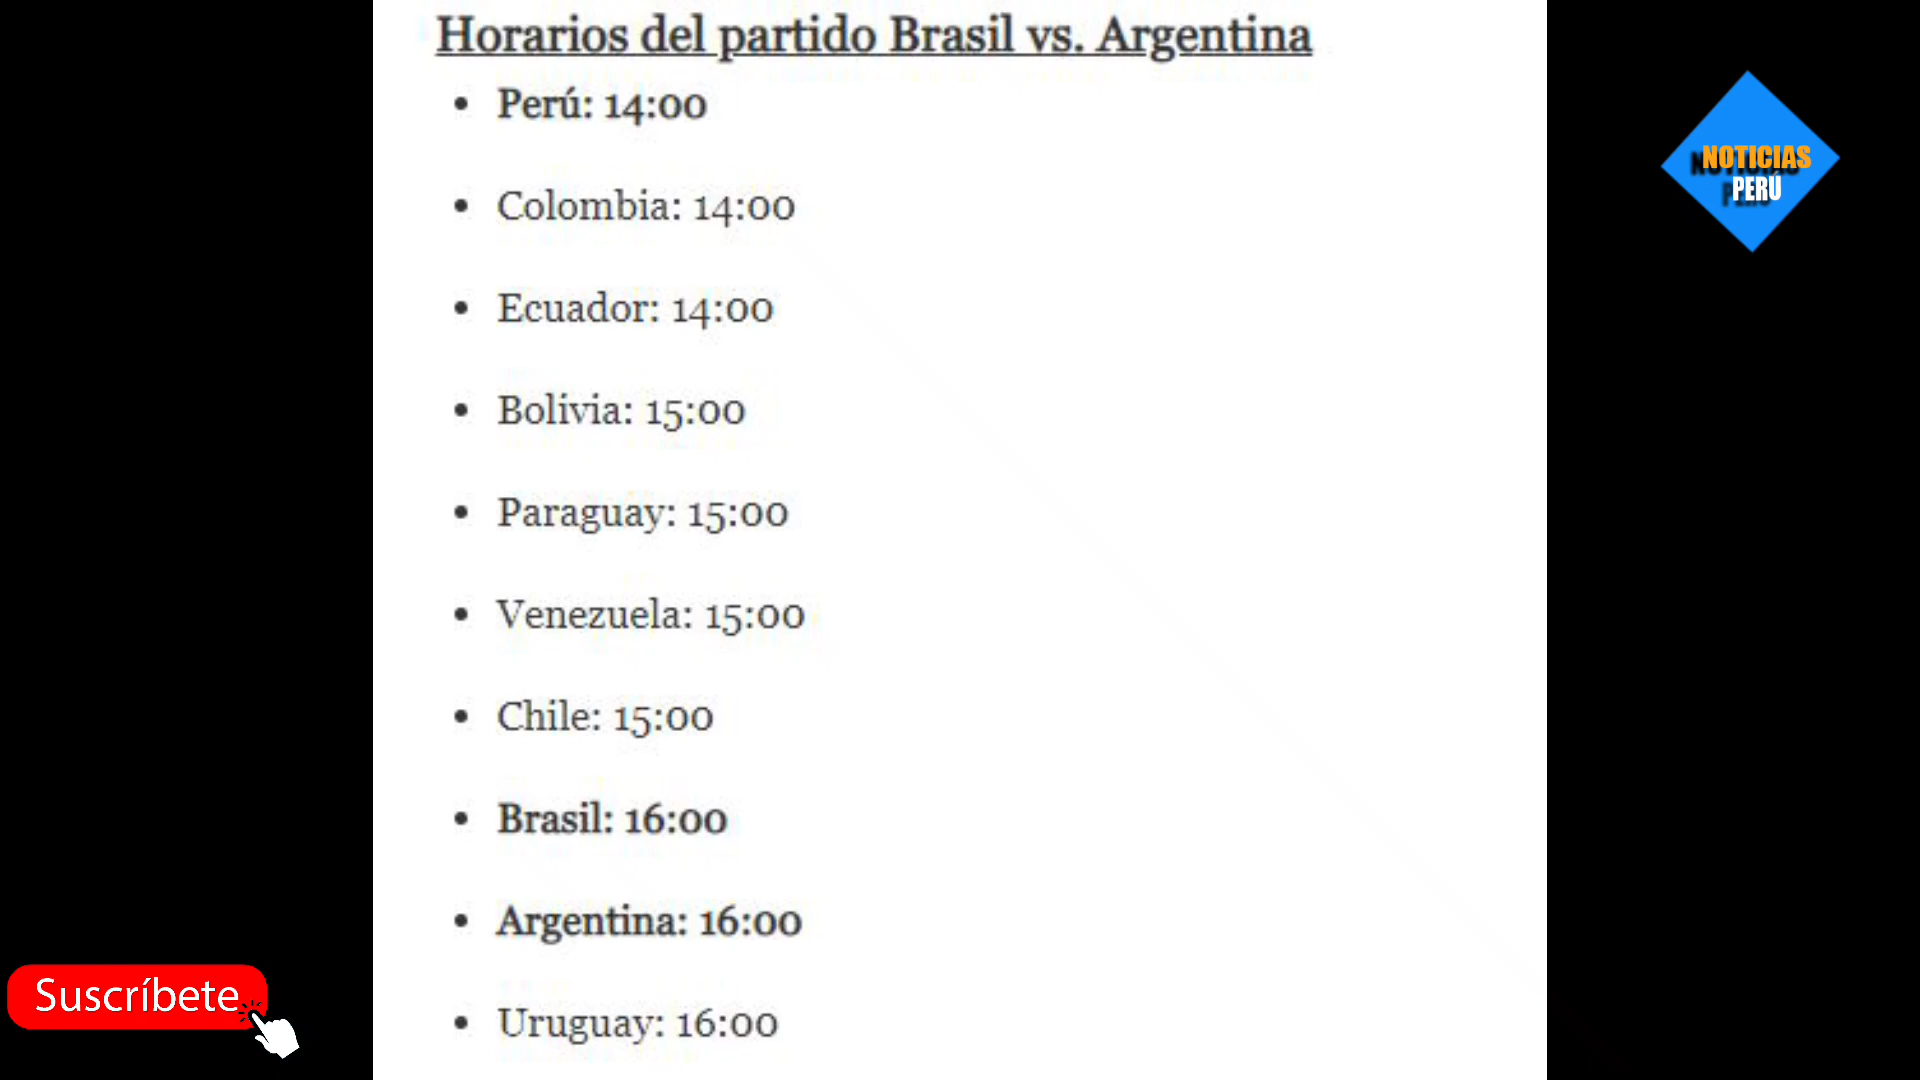 Horarios del partido Brasil vs. Argentina
• Perú: 14:00
• Colombia: 14:00
• Ecuador: 14:00
• Bolivia: 15:00
• Paraguay: 15:00
• Venezuela: 15:00
• Chile: 15:00
• Brasil: 16:00
• Argentina: 16:00
• Uruguay: 16:00
NOTICIAS
PERÚ
Suscríbete